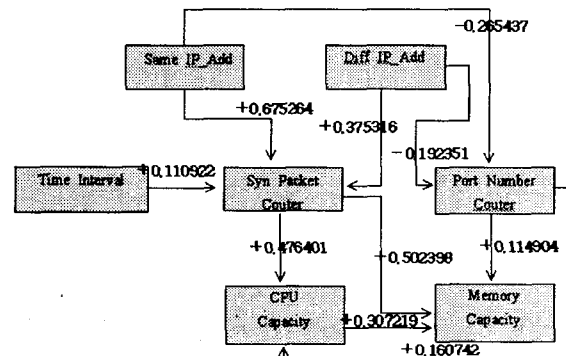 -0.265437
Same IP_Add
Diff IP_Add
+0.675264
+0.375316
-0.192351
Time Interval
+0.110922
Syn Packet
Couter
Port Number
Couter
+0.476401
+0.502398
+0.114904
CPU
Capacity
+0.307219
Memory
Capacity
+0.160742